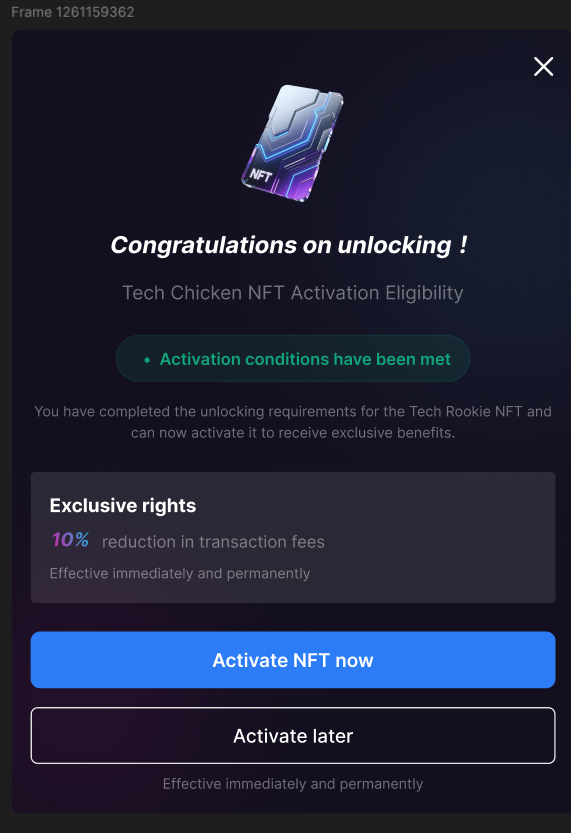 Frame 1261159362
NFT
Congratulations on unlocking！
Tech Chicken NFT Activation Eligibility
• Activation conditions have been met
You have completed the unlocking requirements for the Tech Rookie NFT and
can now activate it to receive exclusive benefits.
Exclusive rights
10% reduction in transaction fees
Effective immediately and permanently
Activate NFT now
Activate later
Effective immediately and permanently